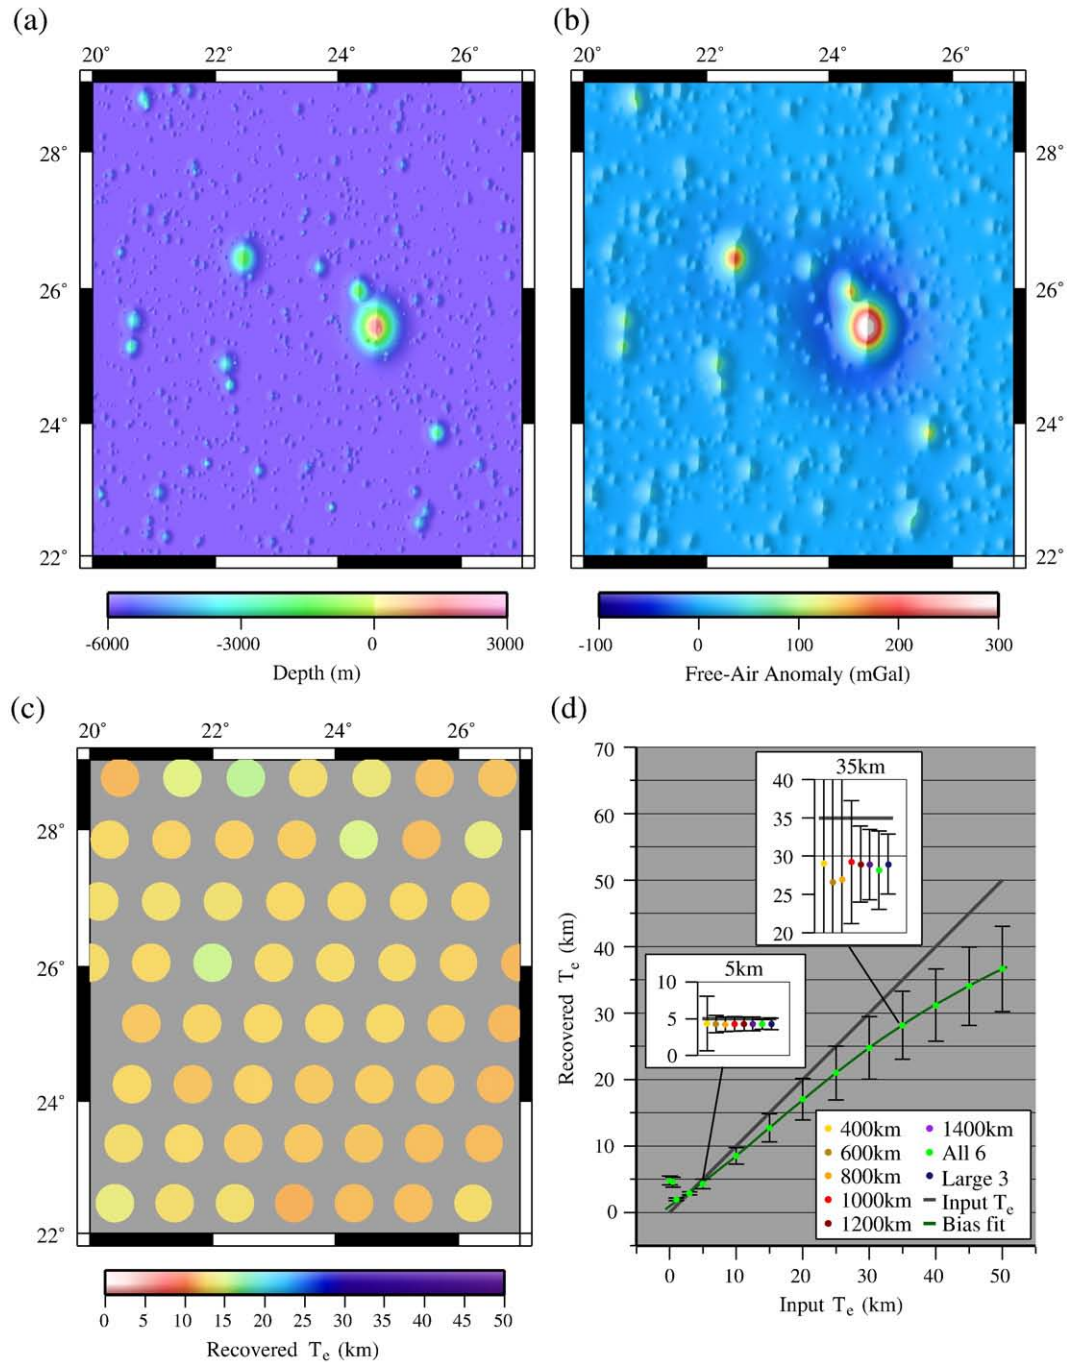 (a)
20° 22° 24° 26°
28°
26°
24°
22°
-6000 -3000 0 3000
Depth (m)
(b)
20° 22° 24° 26°
28°
26°
24°
22°
-100 0 100 200 300
Free-Air Anomaly (mGal)
(c)
20° 22° 24° 26°
28°
26°
24°
22°
0 5 10 15 20 25 30 35 40 45 50
Recovered Te (km)
(d)
70
60
50
40
30
20
10
0
Recovered Te (km)
35km
40
35
30
25
20
5km
10
5
0
400km
600km
800km
1000km
1200km
1400km
All 6
Large 3
Input Te
Bias fit
0 10 20 30 40 50
Input Te (km)